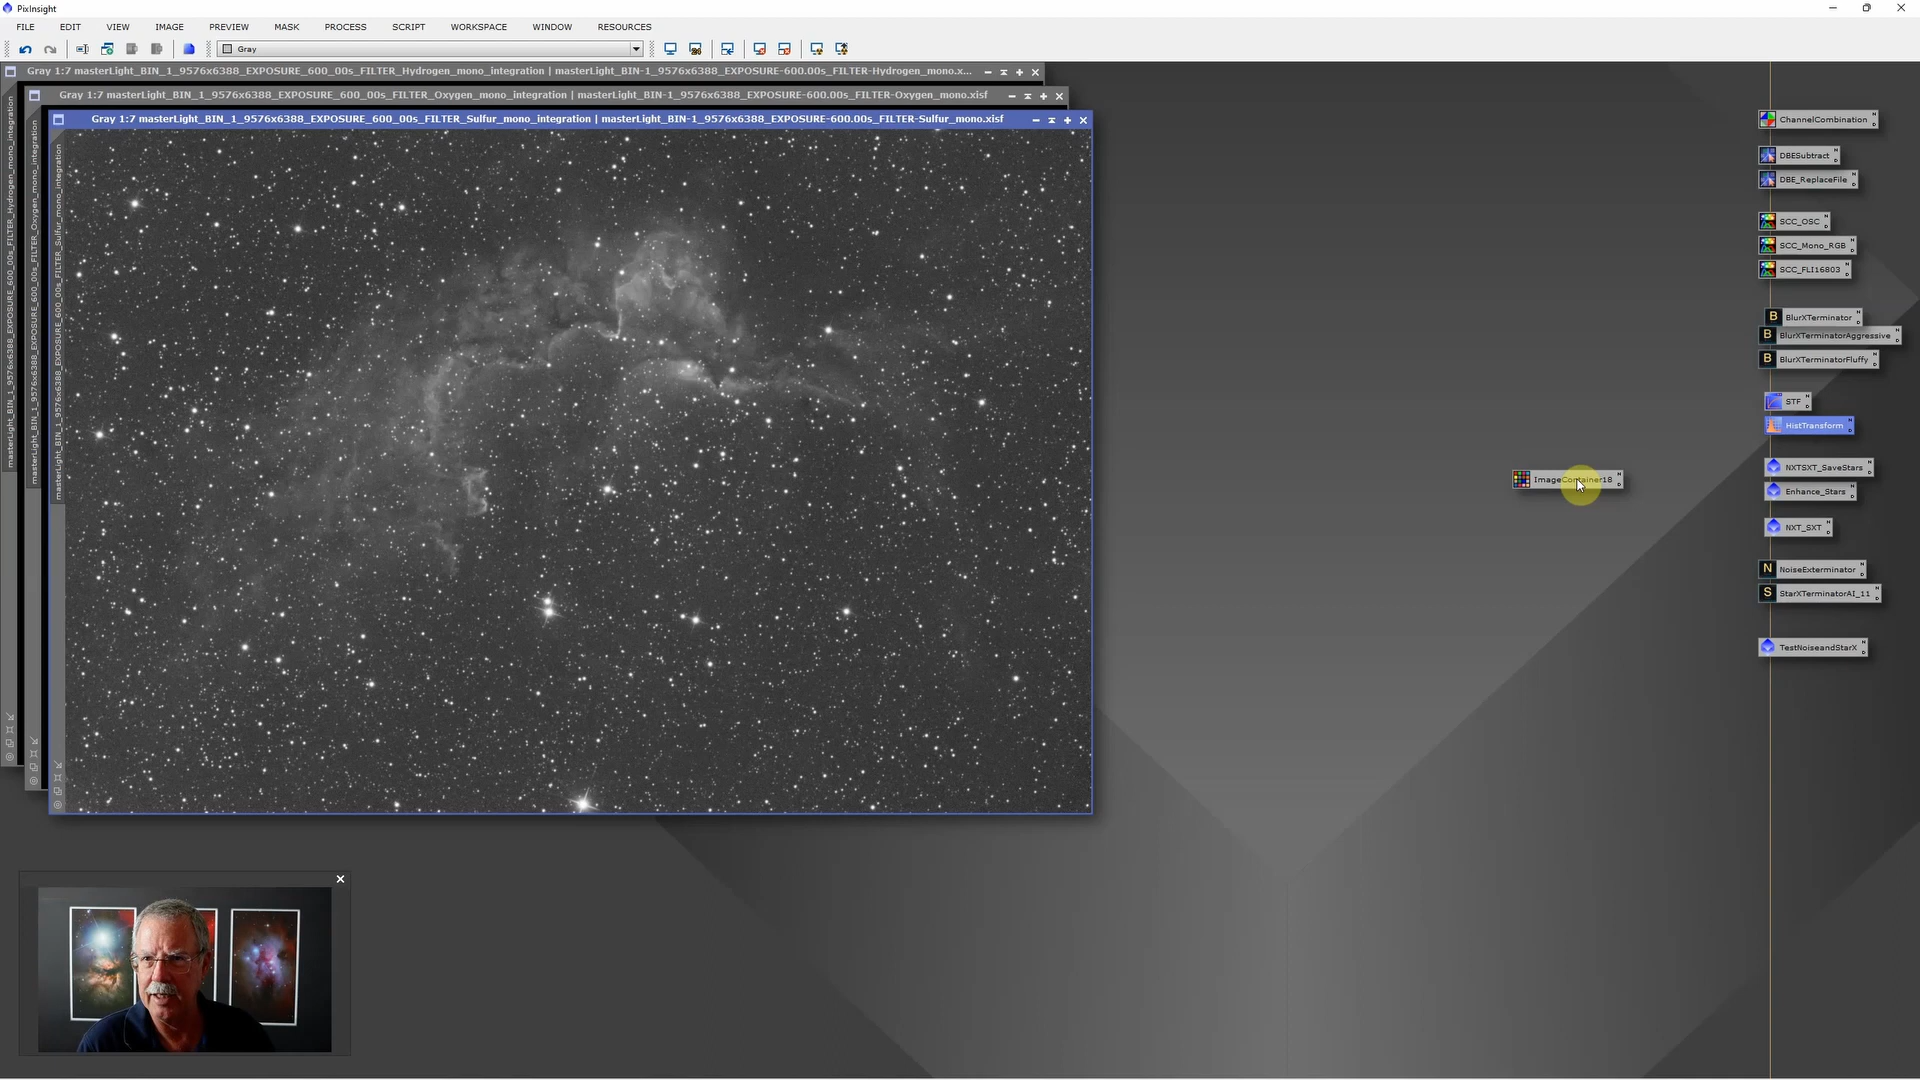 PixInsight
FILE EDIT VIEW IMAGE PREVIEW MASK PROCESS SCRIPT WORKSPACE WINDOW RESOURCES
Gray
Gray 1:7 masterLight_BIN_1_9576x6388_EXPOSURE_600_00s_FILTER_Hydrogen_mono_integration | masterLight_BIN-1_9576x6388_EXPOSURE-600.00s_FILTER-Hydrogen_mono.x...
Gray 1:7 masterLight_BIN_1_9576x6388_EXPOSURE_600_00s_FILTER_Oxygen_mono_integration | masterLight_BIN-1_9576x6388_EXPOSURE-600.00s_FILTER-Oxygen_mono.xisf
Gray 1:7 masterLight_BIN_1_9576x6388_EXPOSURE_600_00s_FILTER_Sulfur_mono_integration | masterLight_BIN-1_9576x6388_EXPOSURE-600.00s_FILTER-Sulfur_mono.xisf
masterLight_BIN_1_9576x6388_EXPOSURE_600_00s_FILTER_Hydrogen_mono_integration
masterLight_BIN_1_9576x6388_EXPOSURE_600_00s_FILTER_Oxygen_mono_integration
masterLight_BIN_1_9576x6388_EXPOSURE_600_00s_FILTER_Sulfur_mono_integration
ImageContainer18
ChannelCombination
DBESubtract
DBE_ReplaceFile
SCC_OSC
SCC_Mono_RGB
SCC_FLI16803
B BlurXTerminator
B BlurXTerminatorAggressive
B BlurXTerminatorFluffy
STF
HistTransform
NXTSXT_SaveStars
Enhance_Stars
NXT_SXT
N NoiseExterminator
S StarXTerminatorAI_11
TestNoiseandStarX